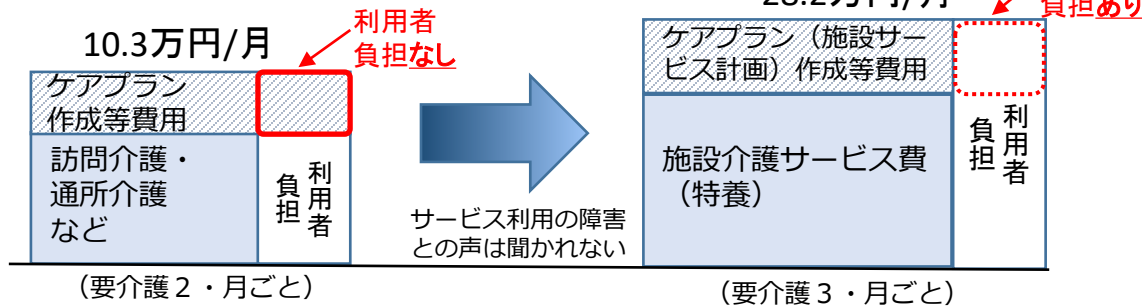 10.3万円/月
利用者
負担なし
ケアプラン
作成等費用
訪問介護・
通所介護
など
利用者
負担
（要介護２・月ごと）
サービス利用の障害
との声は聞かれない
負担あり
ケアプラン（施設サー
ビス計画）作成等費用
施設介護サービス費
（特養）
利用者
負担
（要介護３・月ごと）